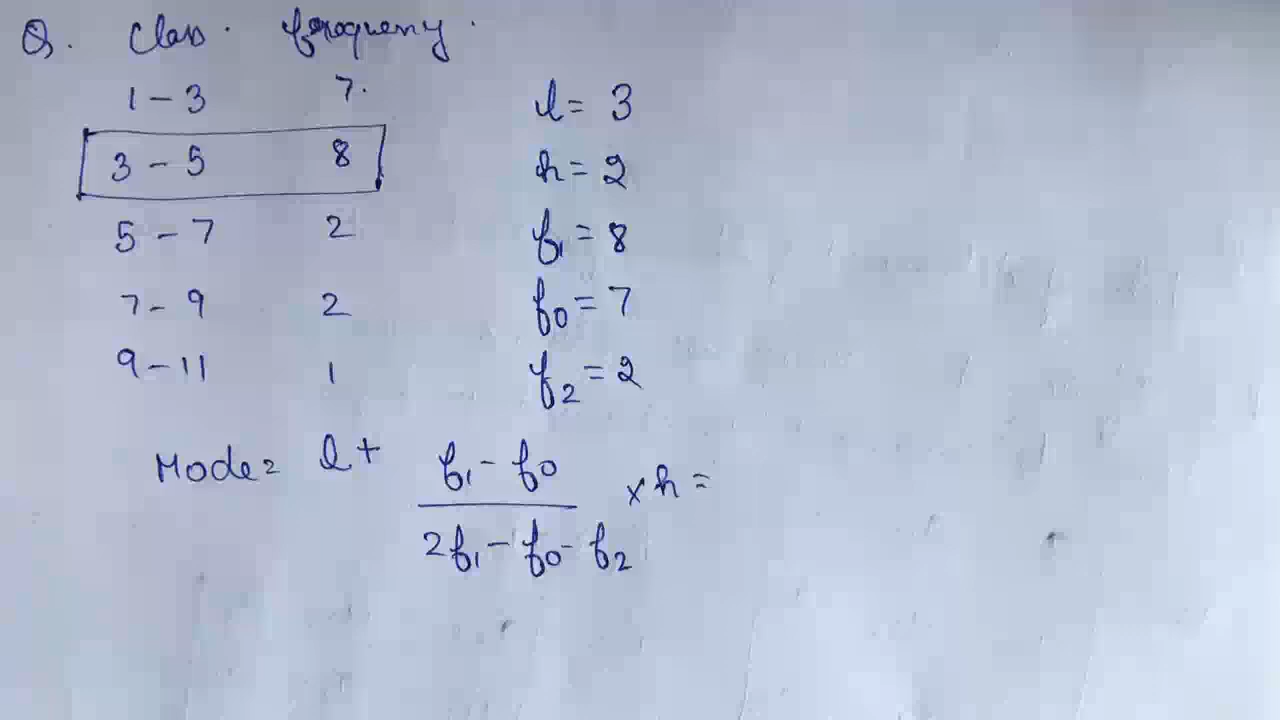 Q. Class. frequency.
1 - 3 7.
3 - 5 8
5 - 7 2
7 - 9 2
9 - 11 1
l = 3
h = 2
f₁ = 8
f₀ = 7
f₂ = 2
Mode = l + f₁ - f₀ × h =
2f₁ - f₀ - f₂